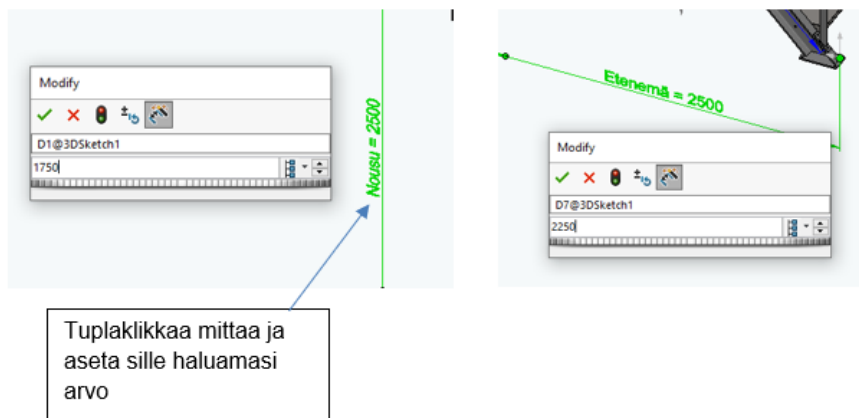 Modify
D1@3DSketch1
1750
Nousu = 2500
Tuplaklikkaa mittaa ja
aseta sille haluamasi
arvo
Etenemä = 2500
Modify
D7@3DSketch1
2250